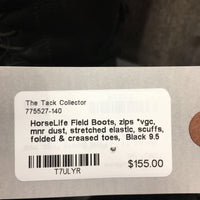 The Tack Collector
775527-140
HorseLife Field Boots, zips *vgc,
mnr dust, stretched elastic, scuffs,
folded & creased toes, Black 9.5
$155.00
T7ULYR